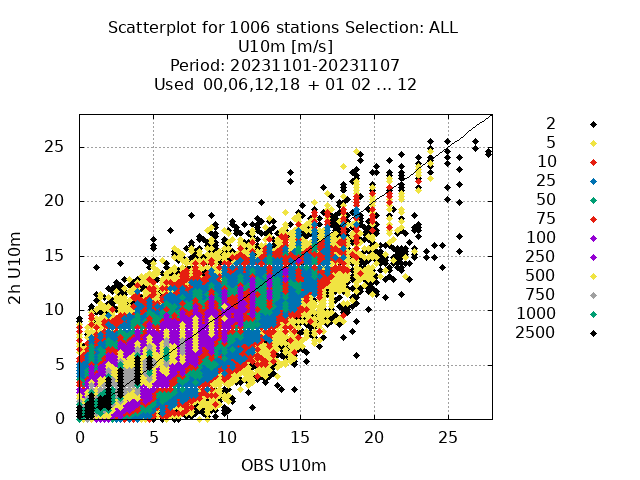 Scatterplot for 1006 stations Selection: ALL
U10m [m/s]
Period: 20231101-20231107
Used 00,06,12,18 + 01 02 ... 12
2h U10m
25
20
15
10
5
0
0 5 10 15 20 25
OBS U10m
2
5
10
25
50
75
100
250
500
750
1000
2500